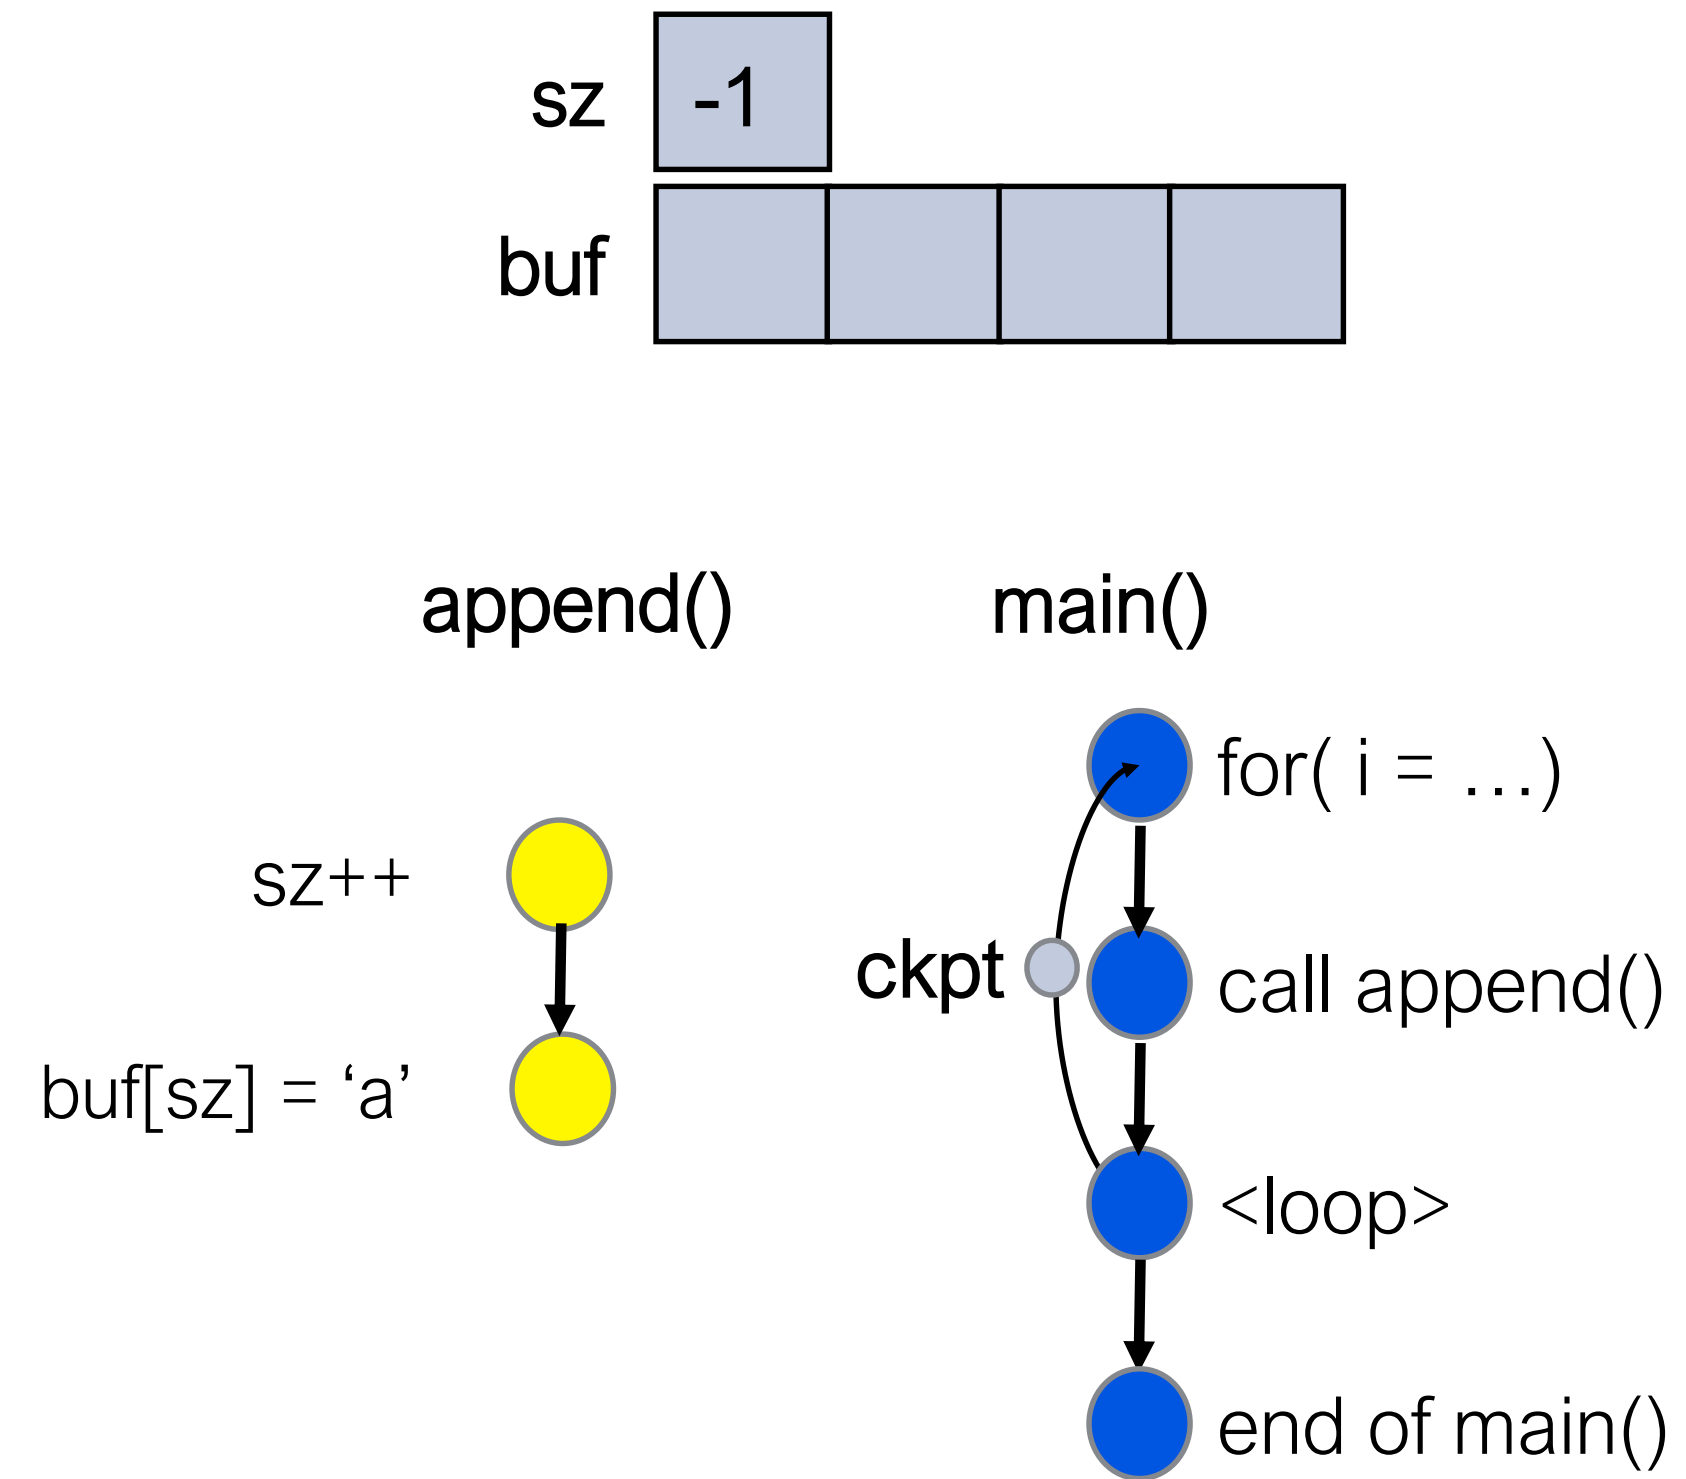 sz -1
buf
append() main()
for( i = …)
sz++
ckpt call append()
buf[sz] = ‘a’
<loop>
end of main()